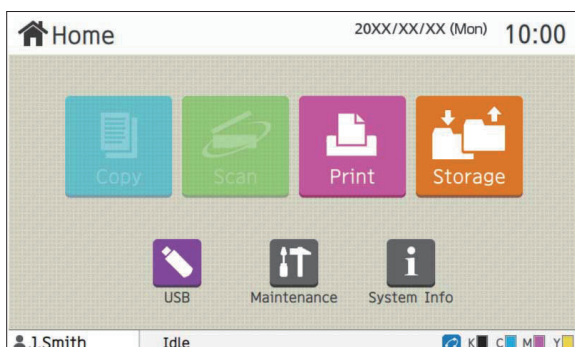 Home 20XX/XX/XX (Mon) 10:00
Copy Scan Print Storage
USB Maintenance System Info
J.Smith Idle K C M Y